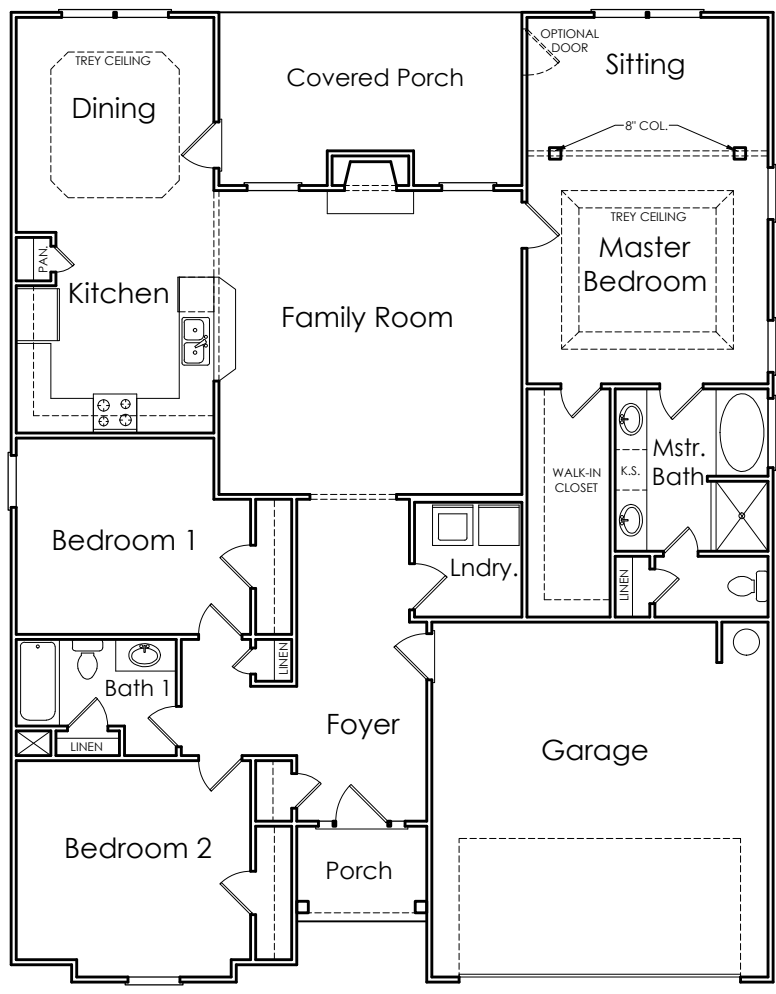 OPTIONAL
DOOR
TREY CEILING
Sitting
Covered Porch
Dining
8" COL.
TREY CEILING
Master
Bedroom
PAN.
Kitchen
Family Room
Mstr.
Bath
K.S.
WALK-IN
CLOSET
Bedroom 1
Lndry.
LINEN
LINEN
Bath 1
Foyer
LINEN
Garage
Bedroom 2
Porch